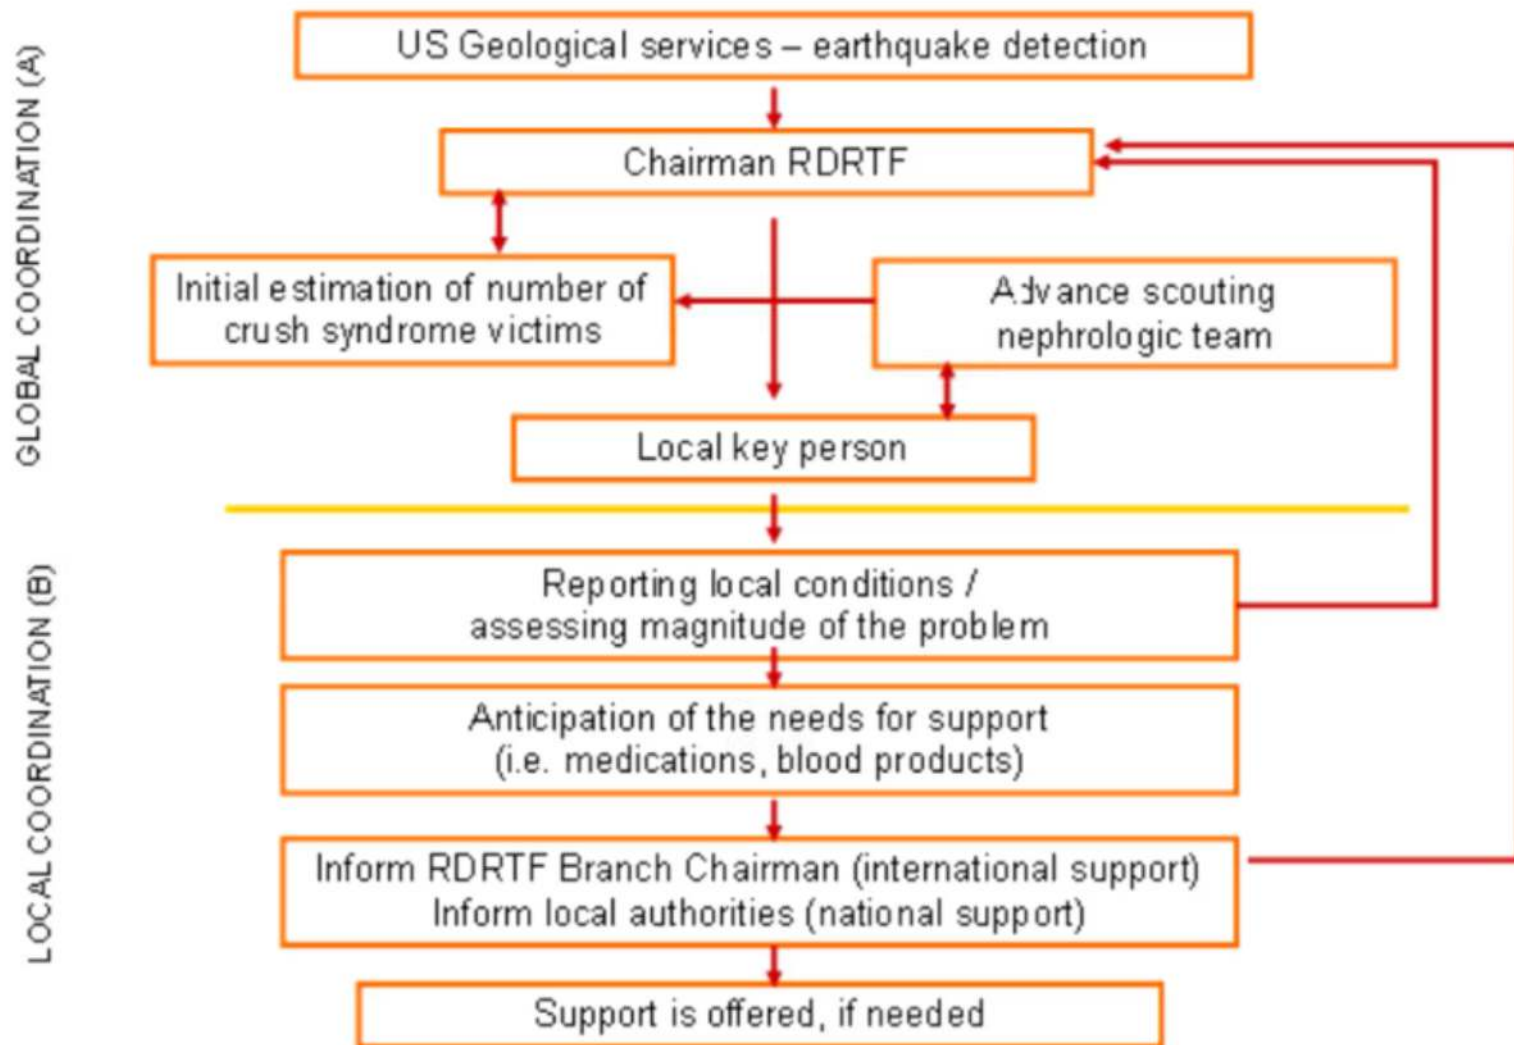 GLOBAL COORDINATION (A)
US Geological services – earthquake detection
Chairman RDRTF
Initial estimation of number of
crush syndrome victims
Advance scouting
nephrologic team
Local key person
LOCAL COORDINATION (B)
Reporting local conditions /
assessing magnitude of the problem
Anticipation of the needs for support
(i.e. medications, blood products)
Inform RDRTF Branch Chairman (international support)
Inform local authorities (national support)
Support is offered, if needed